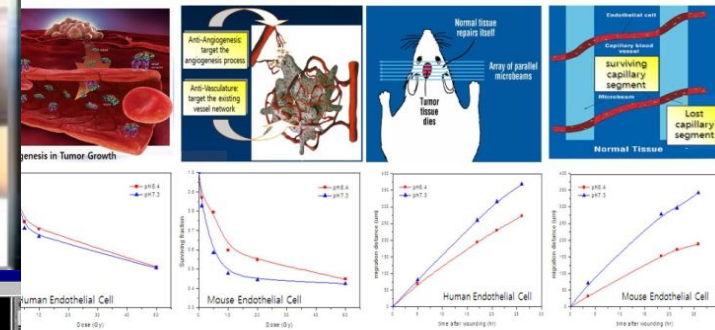 genesis in Tumor Growth
Anti-Angiogenesis:
target the
angiogenesis process
Anti-Vasculature:
target the existing
vessel network
Normal tissue
repairs itself
Array of parallel
microbeams
Tumor
tissue
dies
Endothelial cell
Capillary blood
vessel
surviving
capillary
segment
Microbeam
Lost
capillary
segment
Normal Tissue
pH6.4
pH7.3
Human Endothelial Cell
Dose (Gy)
Surviving fraction
pH6.4
pH7.3
Mouse Endothelial Cell
Dose (Gy)
migration distance (um)
pH6.4
pH7.3
Human Endothelial Cell
time after wounding (hr)
migration distance (um)
pH6.4
pH7.3
Mouse Endothelial Cell
time after wounding (hr)